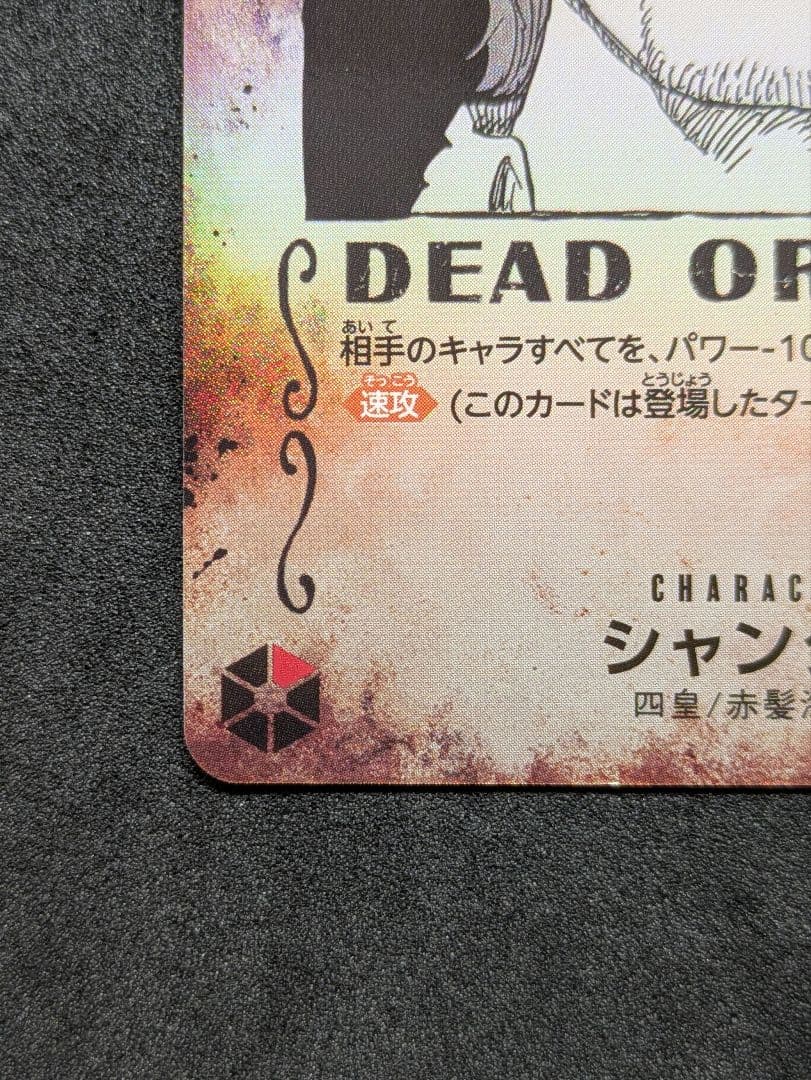 DEAD OR
相手のキャラすべてを、パワー-10
速攻 (このカードは登場したター
CHARAC
シャン
四皇/赤髪